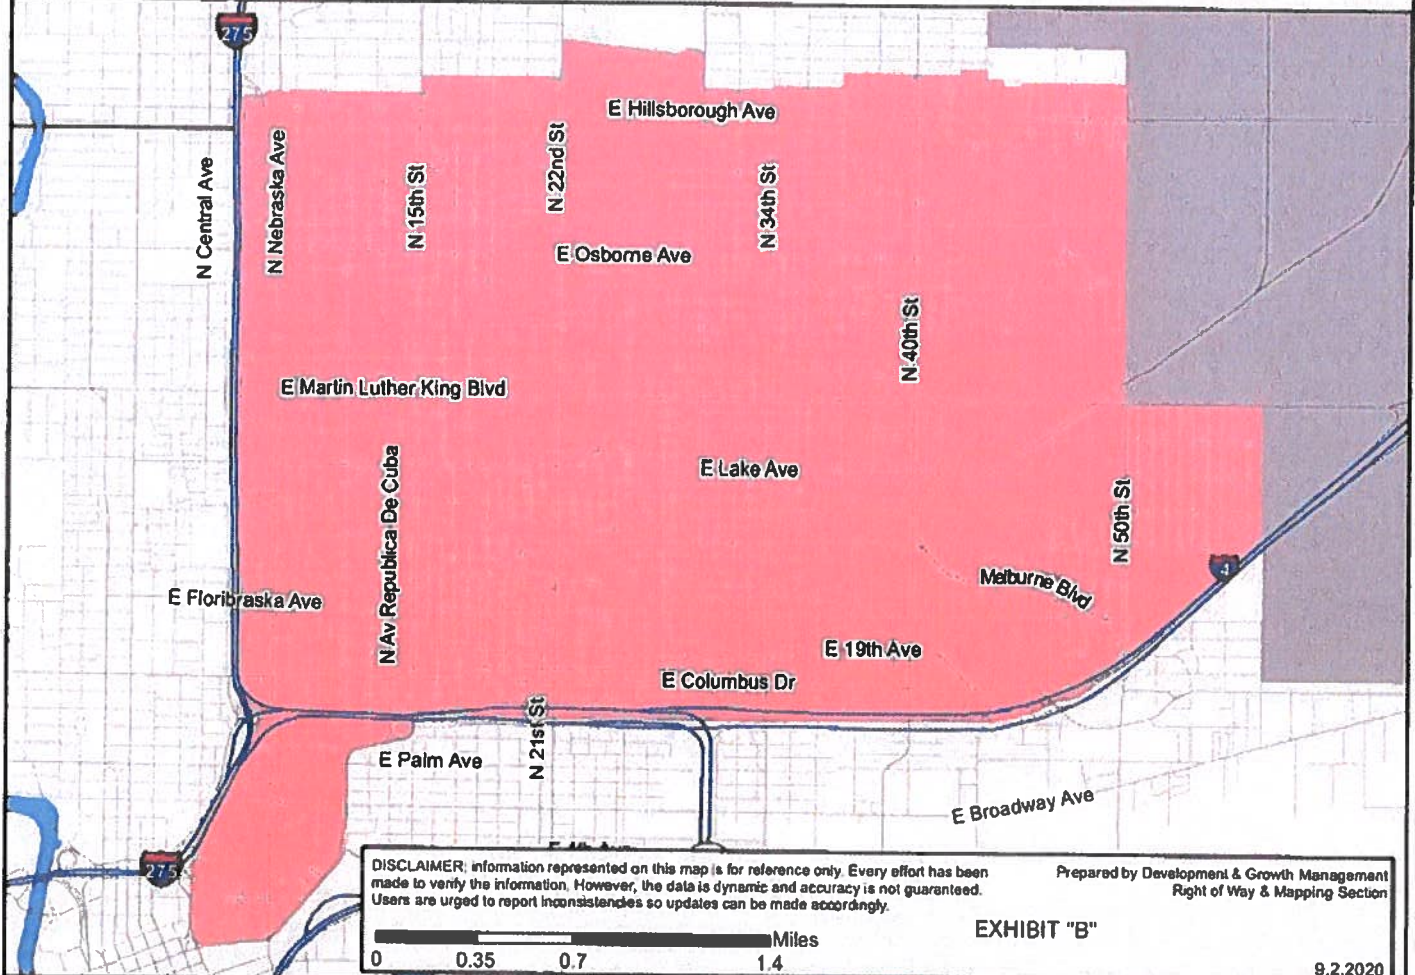 275
E Hillsborough Ave
N Central Ave
N Nebraska Ave
N 15th St
N 22nd St
N 34th St
E Osborne Ave
N 40th St
E Martin Luther King Blvd
N Av Republica De Cuba
E Lake Ave
N 50th St
4
Melburne Blvd
E Floribraska Ave
E 19th Ave
E Columbus Dr
N 21st St
E Palm Ave
E Broadway Ave
275
DISCLAIMER: information represented on this map is for reference only. Every effort has been
made to verify the information. However, the data is dynamic and accuracy is not guaranteed.
Users are urged to report inconsistencies so updates can be made accordingly.
Prepared by Development & Growth Management
Right of Way & Mapping Section
EXHIBIT "B"
Miles
0 0.35 0.7 1.4
9.2.2020